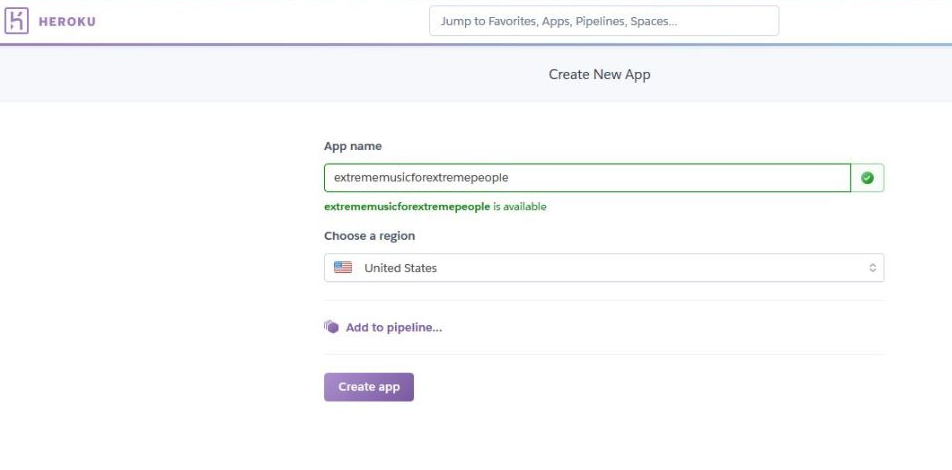 HEROKU
Jump to Favorites, Apps, Pipelines, Spaces...
Create New App
App name
extrememusicforextremepeople
extrememusicforextremepeople is available
Choose a region
United States
Add to pipeline...
Create app